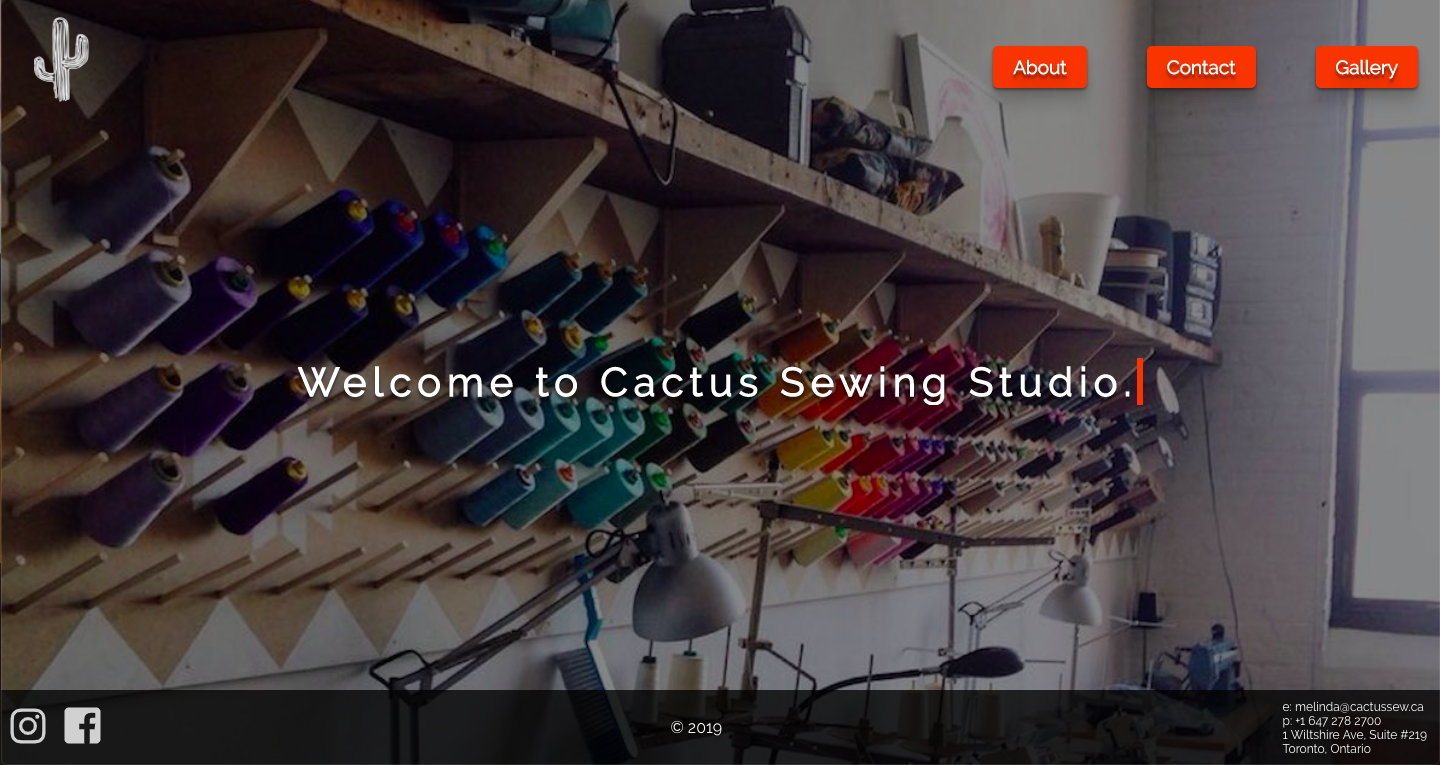 About
Contact
Gallery
Welcome to Cactus Sewing Studio.
© 2019
e: melinda@cactussew.ca
p: +1 647 278 2700
1 Wiltshire Ave, Suite #219
Toronto, Ontario